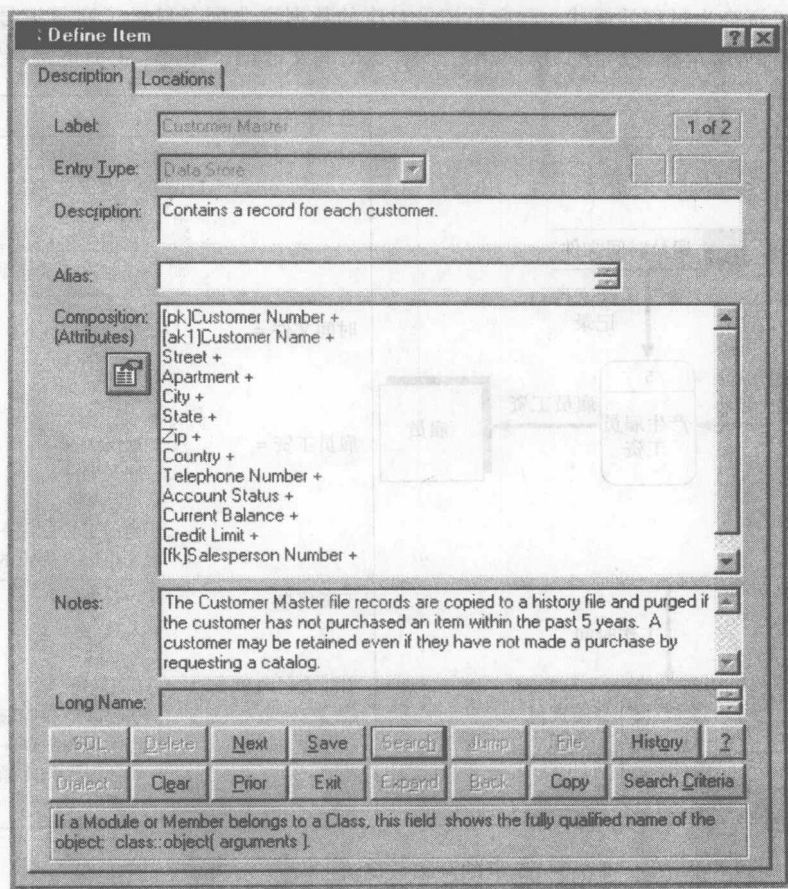 Define Item
Description Locations
Label: Customer Master 1 of 2
Entry Type: Data Store
Description: Contains a record for each customer.
Alias:
Composition: (Attributes)
[pk]Customer Number +
[ak1]Customer Name +
Street +
Apartment +
City +
State +
Zip +
Country +
Telephone Number +
Account Status +
Current Balance +
Credit Limit +
[fk]Salesperson Number +
Notes: The Customer Master file records are copied to a history file and purged if
the customer has not purchased an item within the past 5 years. A
customer may be retained even if they have not made a purchase by
requesting a catalog.
Long Name:
SQL Delete Next Save Search Jump File History ?
Dialect... Clear Prior Exit Expand Back Copy Search Criteria
If a Module or Member belongs to a Class, this field shows the fully qualified name of the
object: class::object( arguments ).